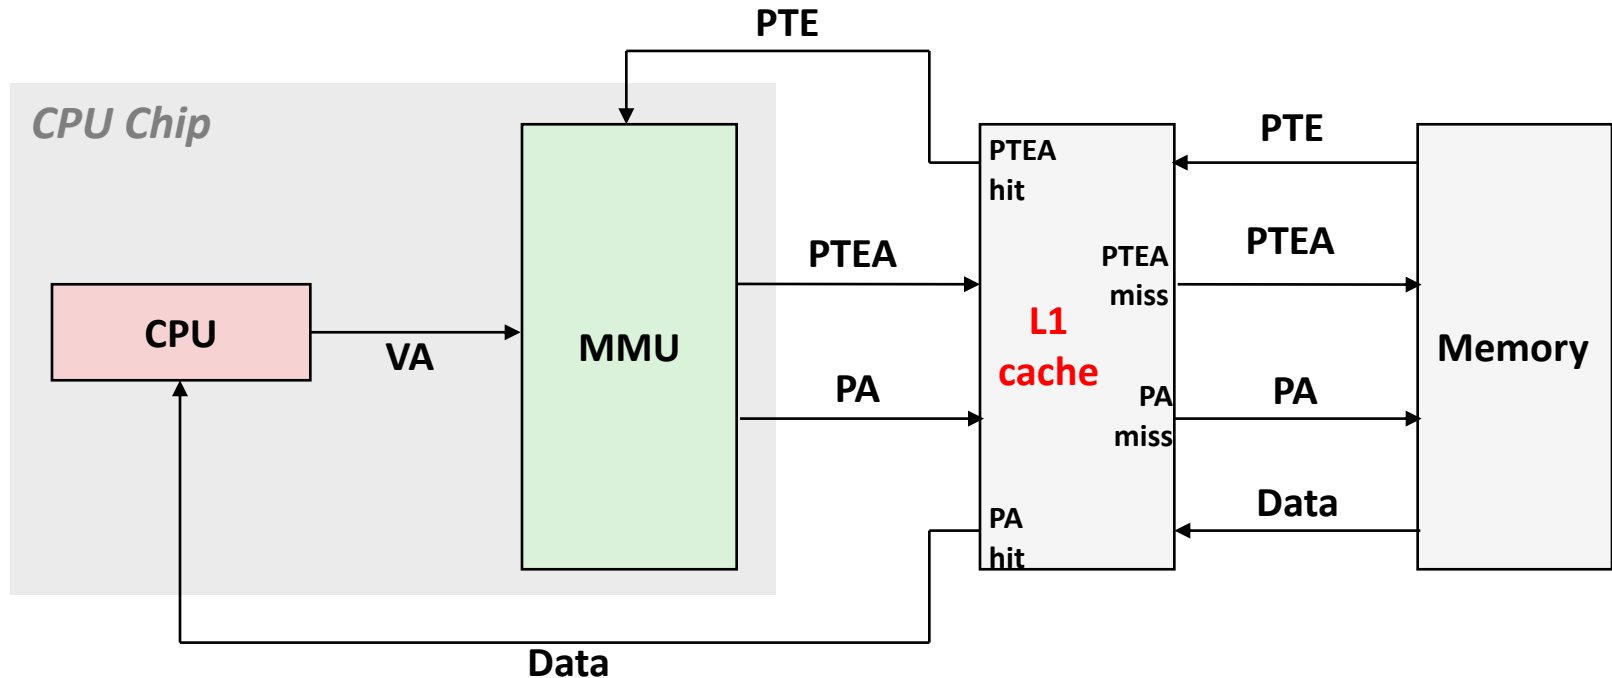 PTE
CPU Chip
PTEA
hit
PTE
PTEA
PTEA
miss
PTEA
CPU
VA
MMU
L1
cache
Memory
PA
PA
miss
PA
PA
hit
Data
Data